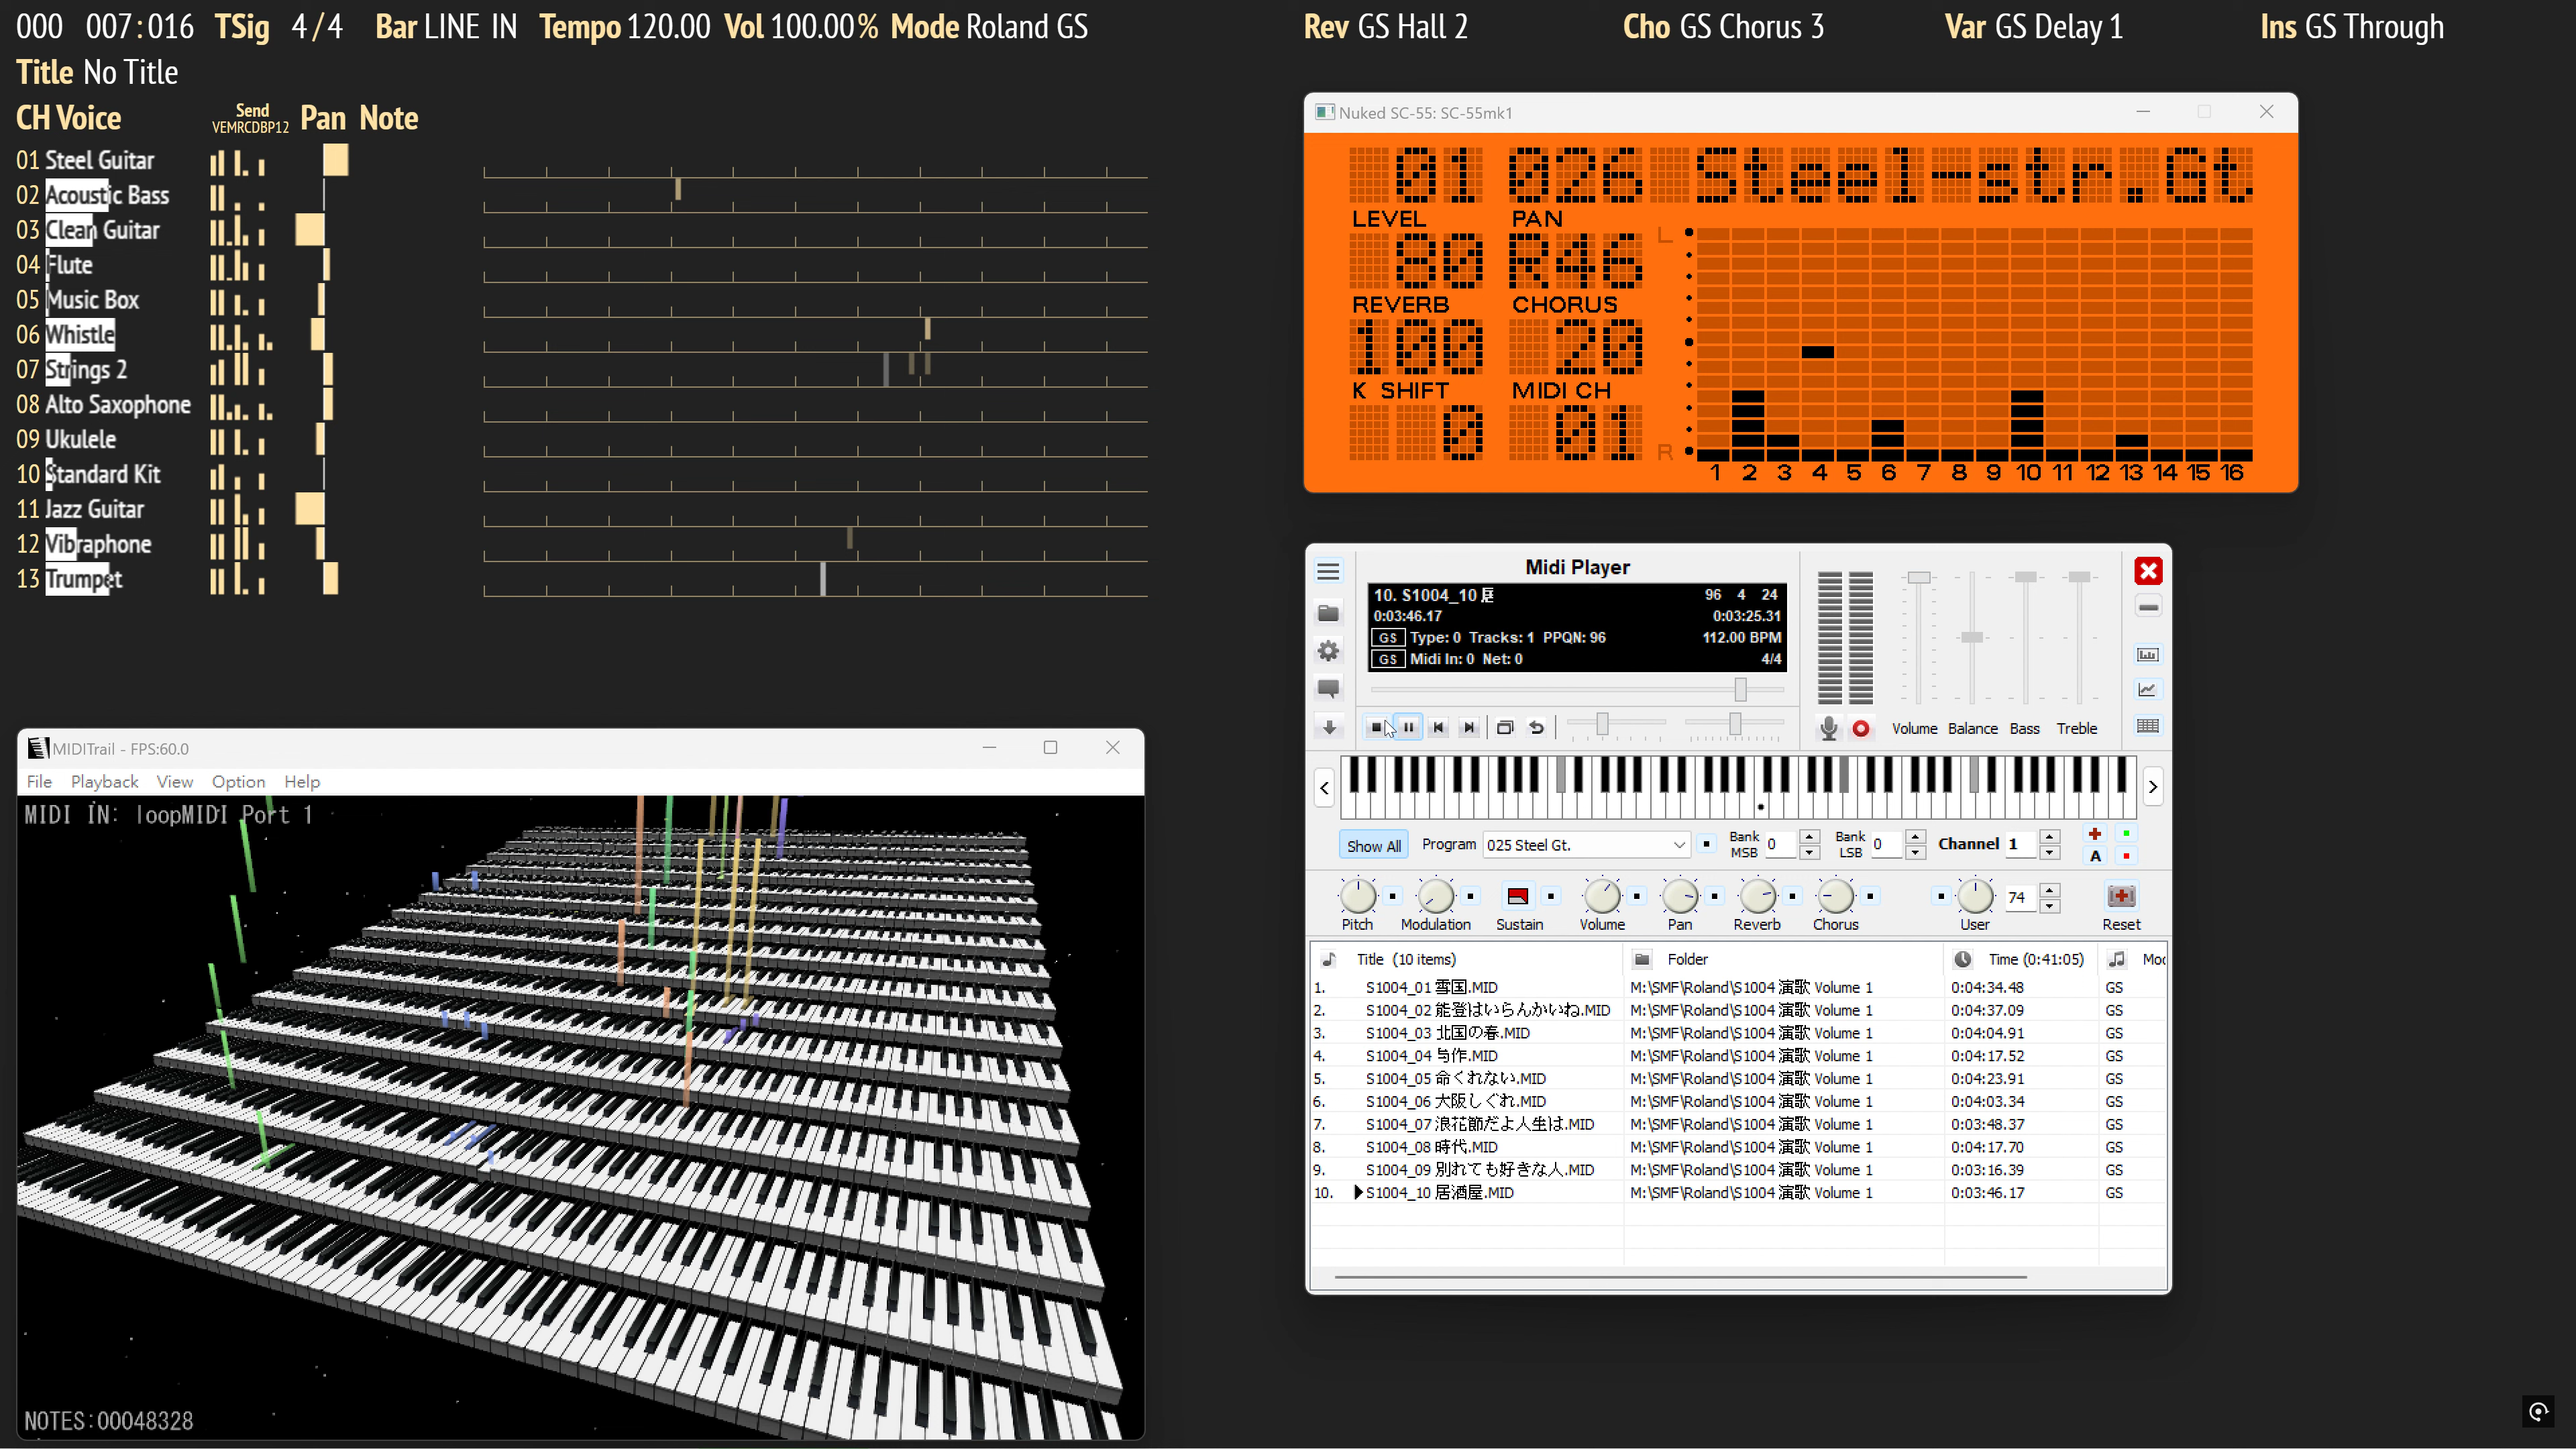 000 007:016 TSig 4/4 Bar LINE IN Tempo 120.00 Vol 100.00% Mode Roland GS
Rev GS Hall 2 Cho GS Chorus 3 Var GS Delay 1 Ins GS Through
Title No Title
CH Voice Send VEMRCDBP12 Pan Note
01 Steel Guitar
02 Acoustic Bass
03 Clean Guitar
04 Flute
05 Music Box
06 Whistle
07 Strings 2
08 Alto Saxophone
09 Ukulele
10 Standard Kit
11 Jazz Guitar
12 Vibraphone
13 Trumpet
Nuked SC-55: SC-55mk1
01 026 Steel-str.Gt
LEVEL PAN
80 R46
L
REVERB CHORUS
100 20
K SHIFT MIDI CH
0 01
R
1 2 3 4 5 6 7 8 9 10 11 12 13 14 15 16
Midi Player
10. S1004_10 居 96 4 24
0:03:46.17 0:03:25.31
GS Type: 0 Tracks: 1 PPQN: 96 112.00 BPM
GS Midi In: 0 Net: 0 4/4
Volume Balance Bass Treble
Show All Program 025 Steel Gt. Bank MSB 0 Bank LSB 0 Channel 1 A
74
Pitch Modulation Sustain Volume Pan Reverb Chorus User Reset
Title (10 items) Folder Time (0:41:05) Moc
1. S1004_01 雪国.MID M:\SMF\Roland\S1004 演歌 Volume 1 0:04:34.48 GS
2. S1004_02 能登はいらんかいね.MID M:\SMF\Roland\S1004 演歌 Volume 1 0:04:37.09 GS
3. S1004_03 北国の春.MID M:\SMF\Roland\S1004 演歌 Volume 1 0:04:04.91 GS
4. S1004_04 与作.MID M:\SMF\Roland\S1004 演歌 Volume 1 0:04:17.52 GS
5. S1004_05 命くれない.MID M:\SMF\Roland\S1004 演歌 Volume 1 0:04:23.91 GS
6. S1004_06 大阪しぐれ.MID M:\SMF\Roland\S1004 演歌 Volume 1 0:04:03.34 GS
7. S1004_07 浪花節だよ人生は.MID M:\SMF\Roland\S1004 演歌 Volume 1 0:03:48.37 GS
8. S1004_08 時代.MID M:\SMF\Roland\S1004 演歌 Volume 1 0:04:17.70 GS
9. S1004_09 別れても好きな人.MID M:\SMF\Roland\S1004 演歌 Volume 1 0:03:16.39 GS
10. S1004_10 居酒屋.MID M:\SMF\Roland\S1004 演歌 Volume 1 0:03:46.17 GS
MIDITrail - FPS:60.0
File Playback View Option Help
MIDI IN: loopMIDI Port 1
NOTES:00048328